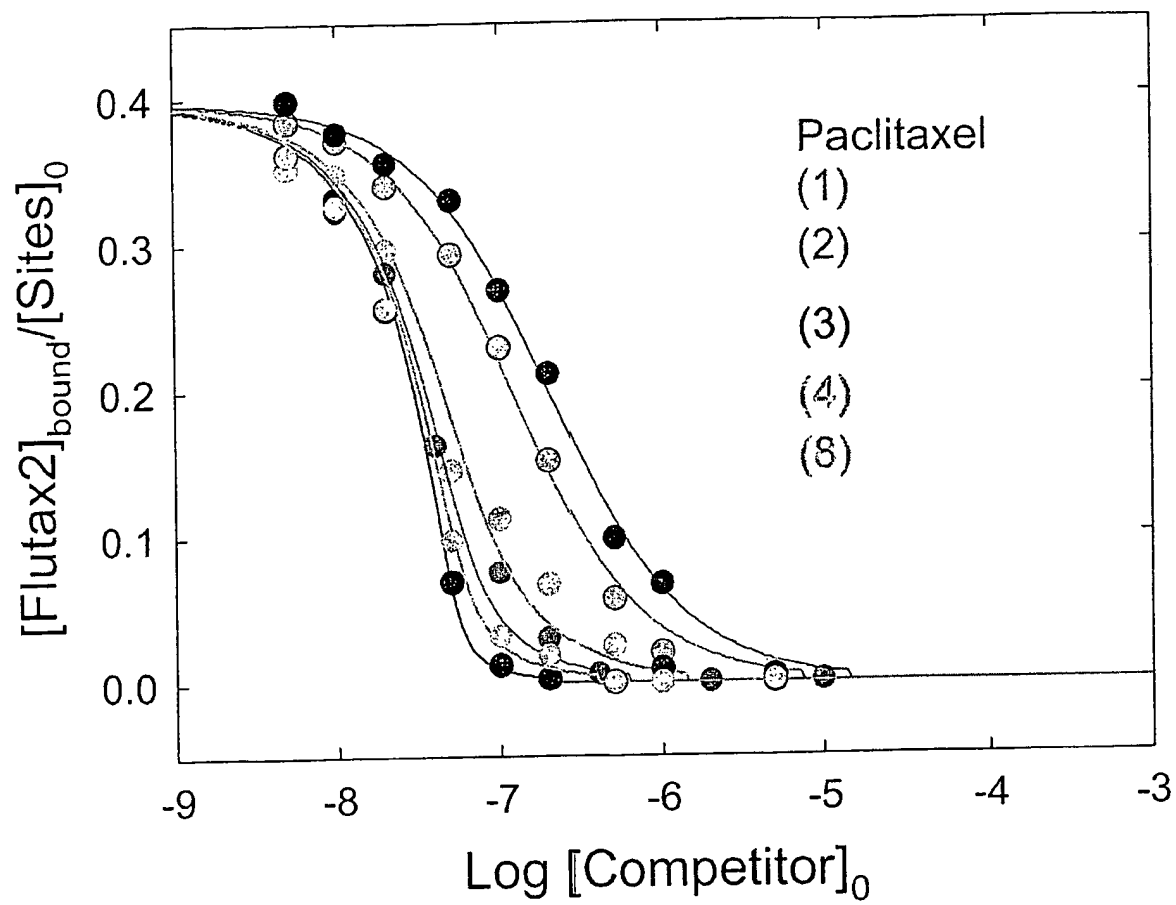 [Flutax2]bound/[Sites]0
0.4
0.3
0.2
0.1
0.0
Paclitaxel
(1)
(2)
(3)
(4)
(8)
-9 -8 -7 -6 -5 -4 -3
Log [Competitor]0